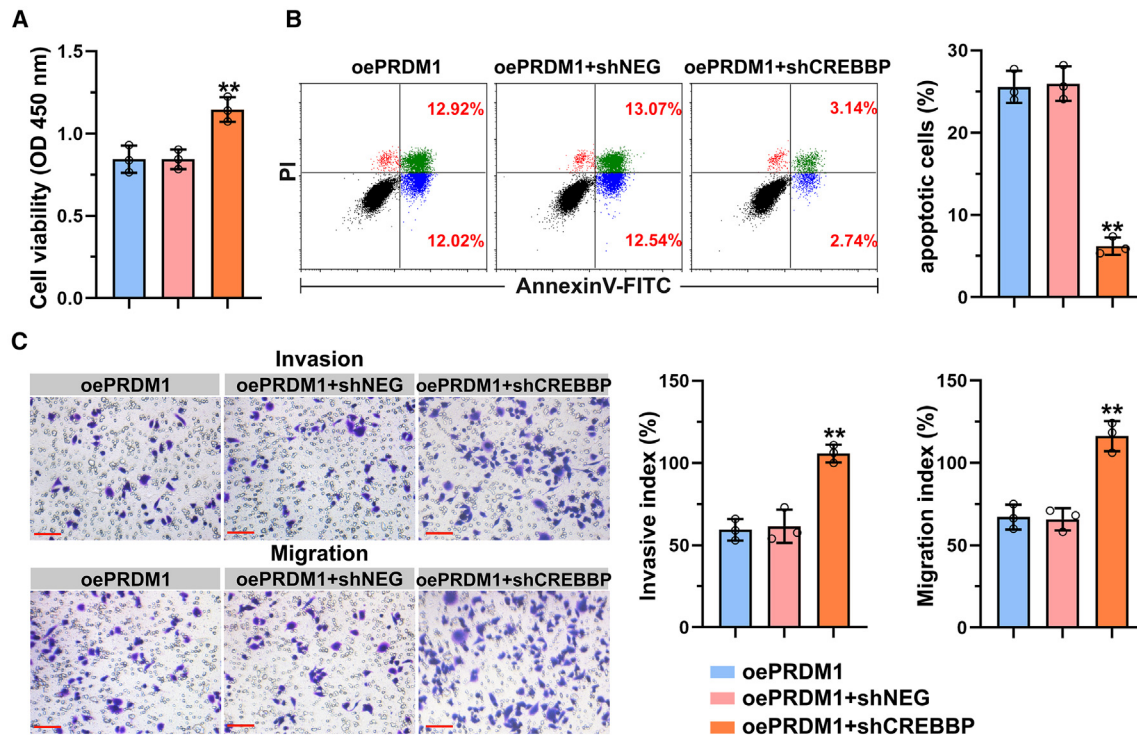 A
Cell viability (OD 450 nm)
1.5
1.0
0.5
0.0
**
B
oePRDM1
oePRDM1+shNEG
oePRDM1+shCREBBP
PI
12.92%
13.07%
3.14%
12.02%
12.54%
2.74%
AnnexinV-FITC
apoptotic cells (%)
30
20
10
0
**
C
Invasion
oePRDM1
oePRDM1+shNEG
oePRDM1+shCREBBP
Migration
oePRDM1
oePRDM1+shNEG
oePRDM1+shCREBBP
Invasive index (%)
150
100
50
0
**
Migration index (%)
150
100
50
0
**
oePRDM1
oePRDM1+shNEG
oePRDM1+shCREBBP